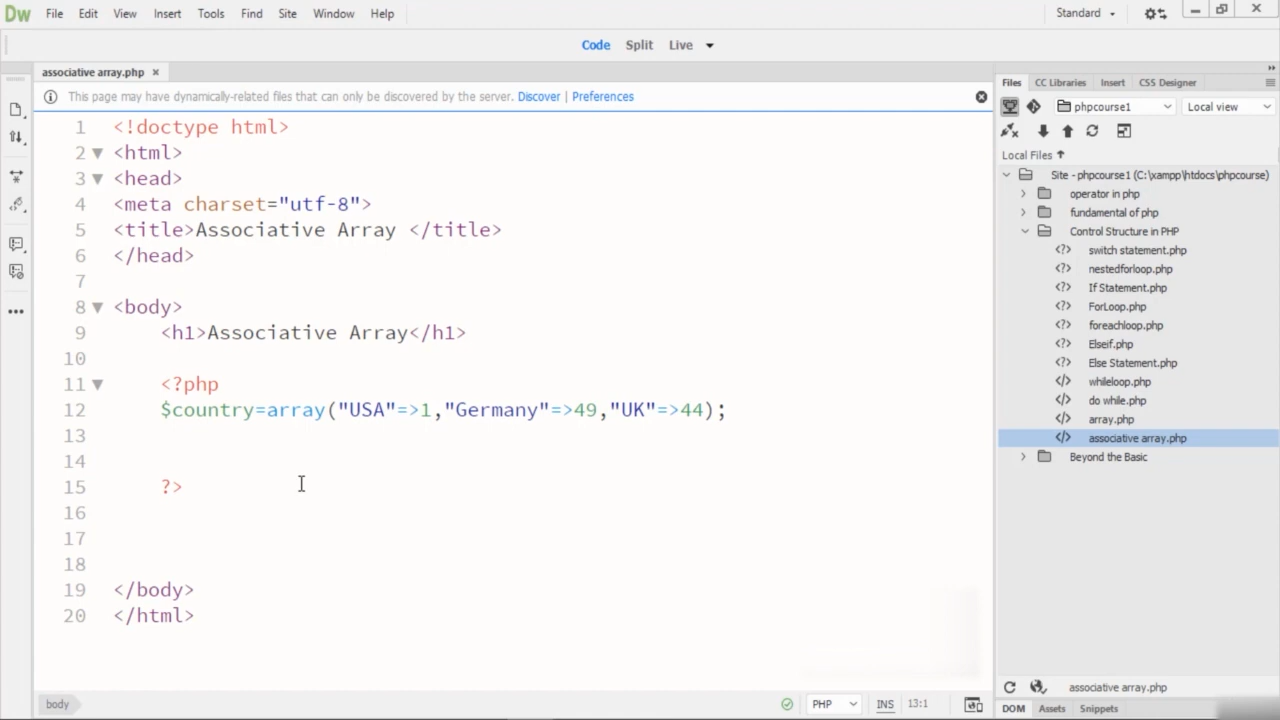 Dw File Edit View Insert Tools Find Site Window Help Standard
Code Split Live
associative array.php ×
This page may have dynamically-related files that can only be discovered by the server. Discover | Preferences
1 <!doctype html>
2 <html>
3 <head>
4 <meta charset="utf-8">
5 <title>Associative Array </title>
6 </head>
7
8 <body>
9 <h1>Associative Array</h1>
10
11 <?php
12 $country=array("USA"=>1,"Germany"=>49,"UK"=>44);
13
14
15 ?>
16
17
18
19 </body>
20 </html>
body PHP INS 13:1
Files CC Libraries Insert CSS Designer
phpcourse1 Local view
Local Files
Site - phpcourse1 (C:\xampp\htdocs\phpcourse)
operator in php
fundamental of php
Control Structure in PHP
switch statement.php
nestedforloop.php
If Statement.php
ForLoop.php
foreachloop.php
Elseif.php
Else Statement.php
whileloop.php
do while.php
array.php
associative array.php
Beyond the Basic
associative array.php
DOM Assets Snippets